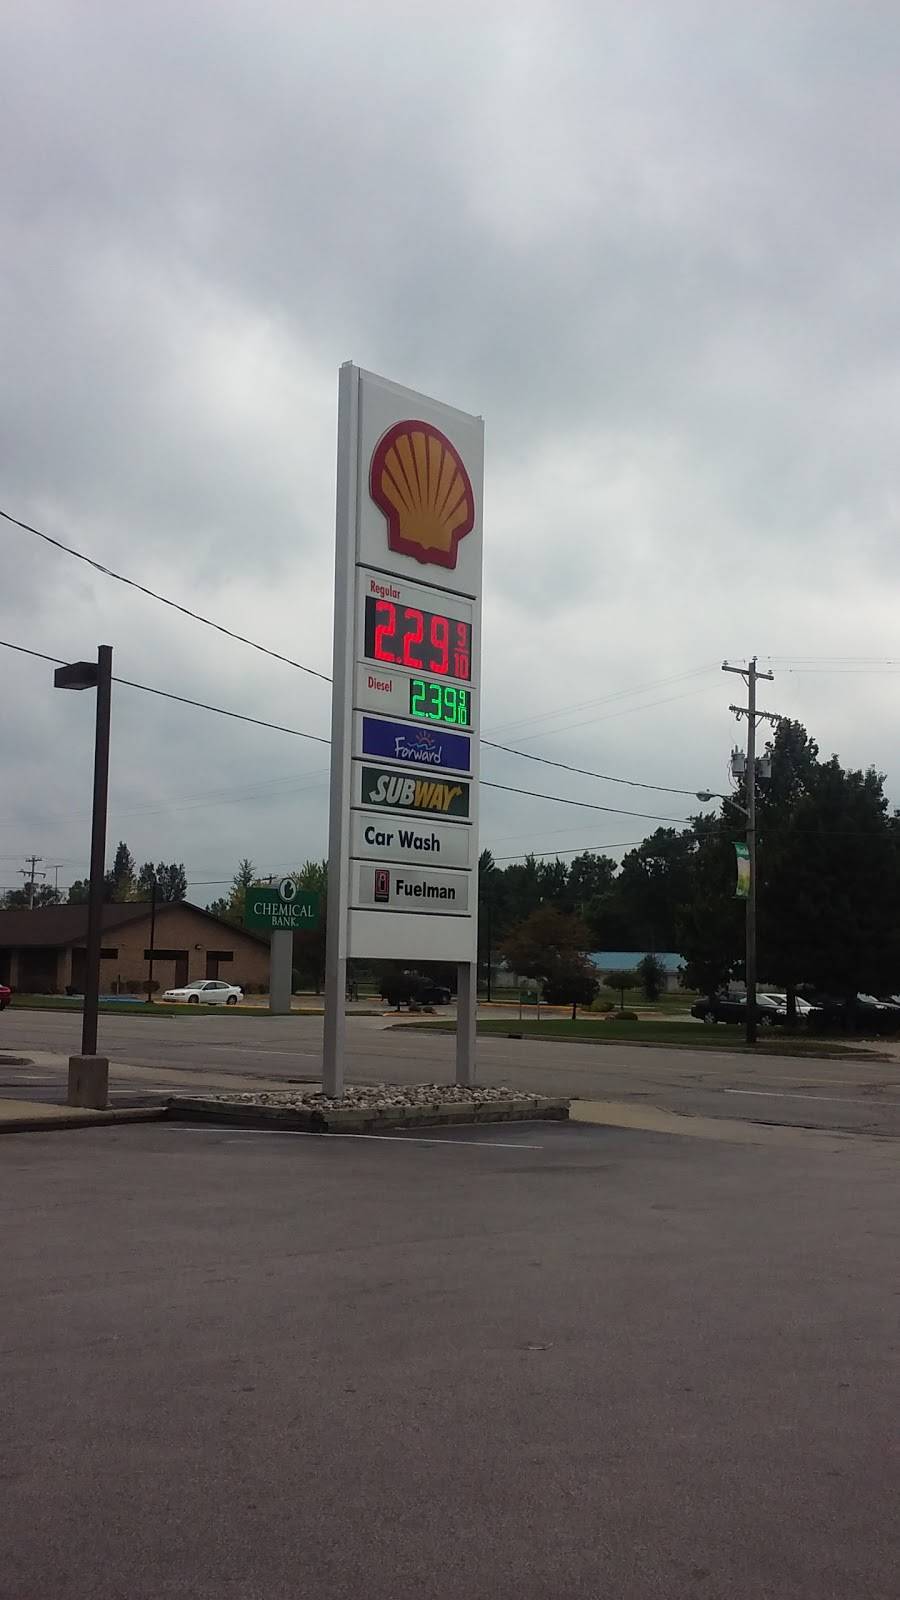 Regular
2.29 9/10
Diesel
2.39 9/10
Forward
SUBWAY
Car Wash
Fuelman
CHEMICAL
BANK